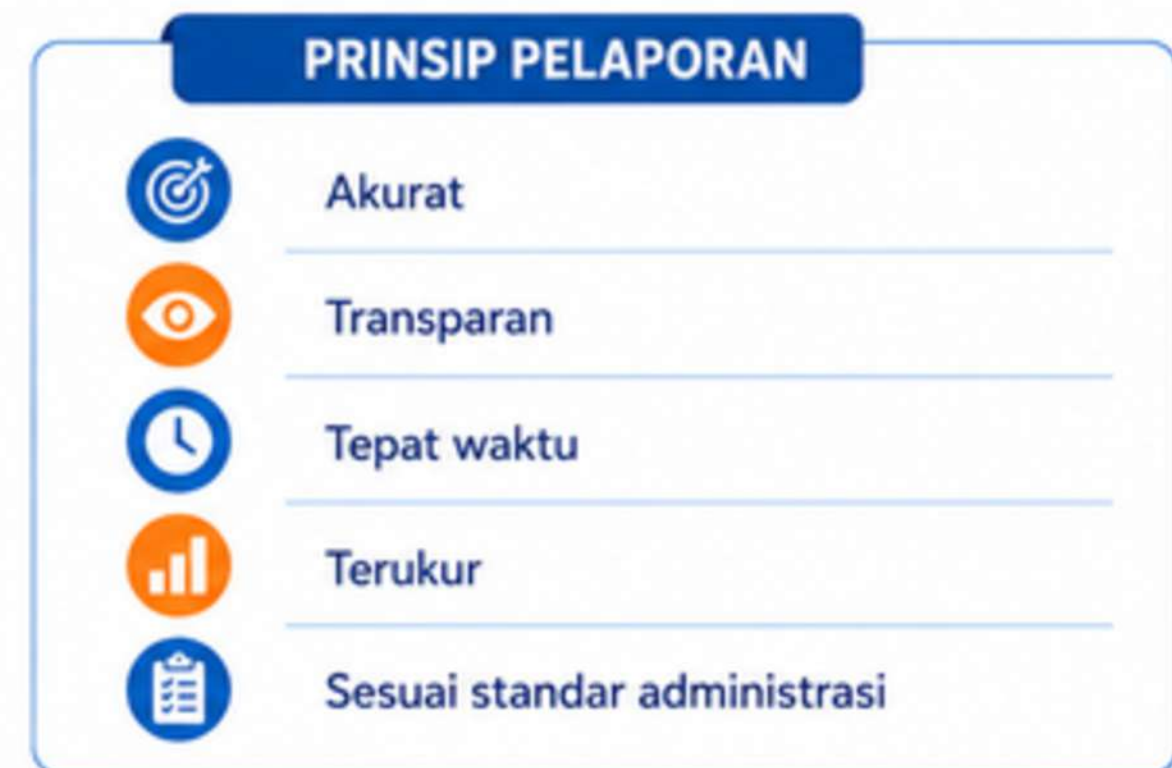 PRINSIP PELAPORAN
Akurat
Transparan
Tepat waktu
Terukur
Sesuai standar administrasi